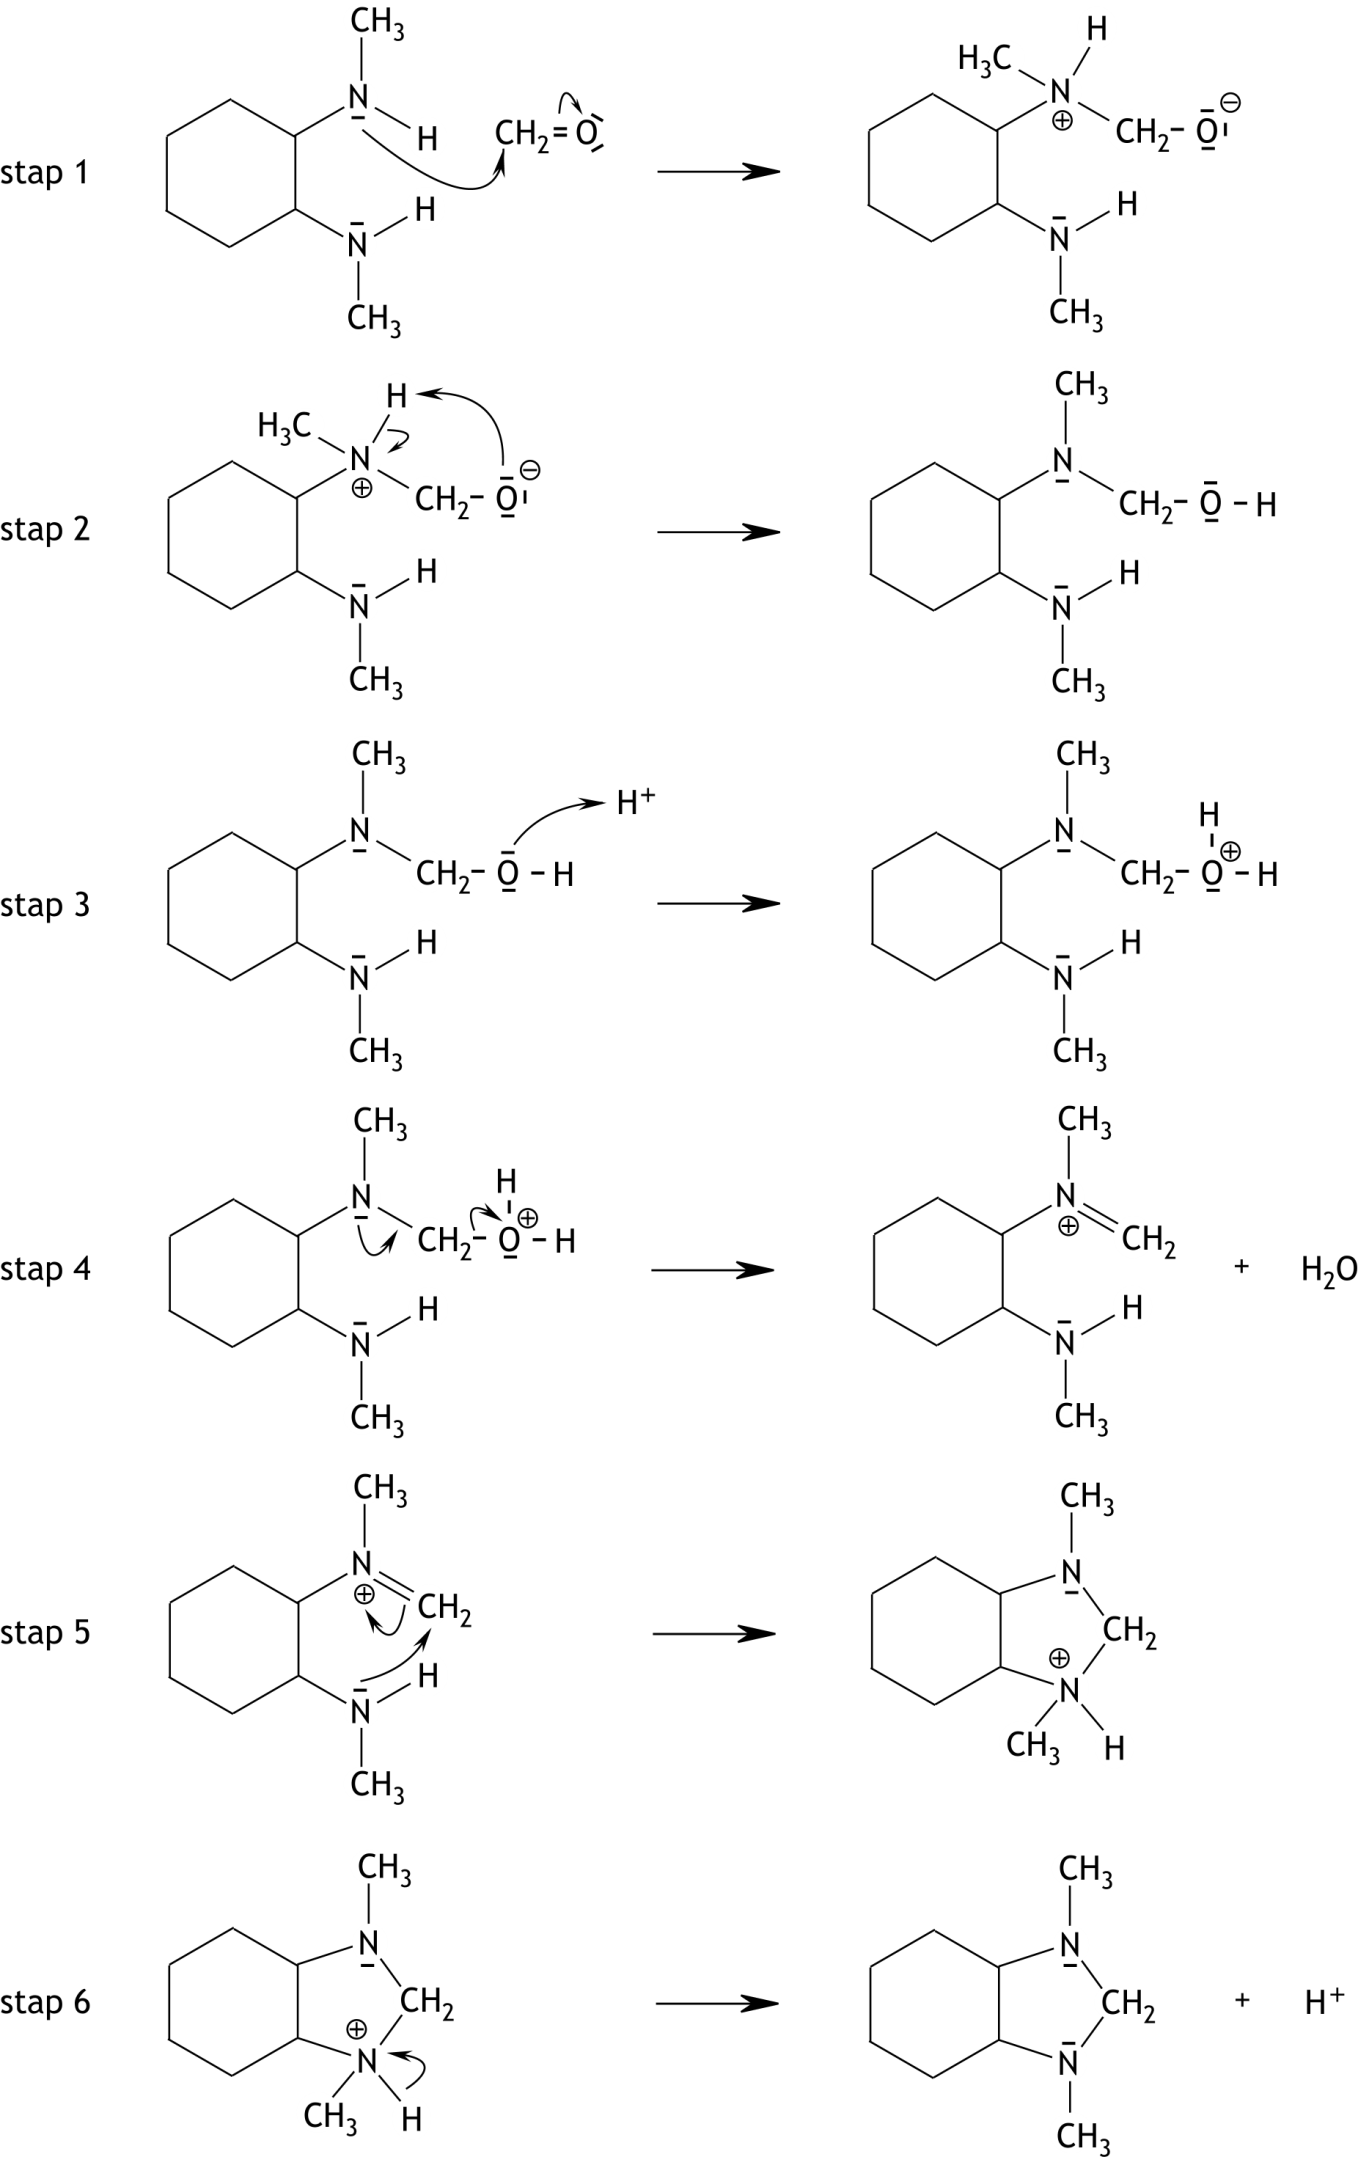 CH₃
H
H₃C N H
N H CH₂=O ⊕ CH₂-O ⊖
stap 1
H H
N N
CH₃ CH₃
H CH₃
H₃C
N ⊖ N
⊕ CH₂-O CH₂-O-H
stap 2
H H
N N
CH₃ CH₃
CH₃ CH₃
H⁺ H
N N ⊕
CH₂-O-H CH₂-O-H
stap 3
H H
N N
CH₃ CH₃
CH₃ CH₃
H
N ⊕ N
CH₂-O-H ⊕ CH₂
stap 4 + H₂O
H H
N N
CH₃ CH₃
CH₃ CH₃
N N
⊕ CH₂ CH₂
stap 5
H ⊕
N N
CH₃ H
CH₃
CH₃ CH₃
N N
stap 6 CH₂ CH₂ + H⁺
⊕
N N
CH₃ H CH₃